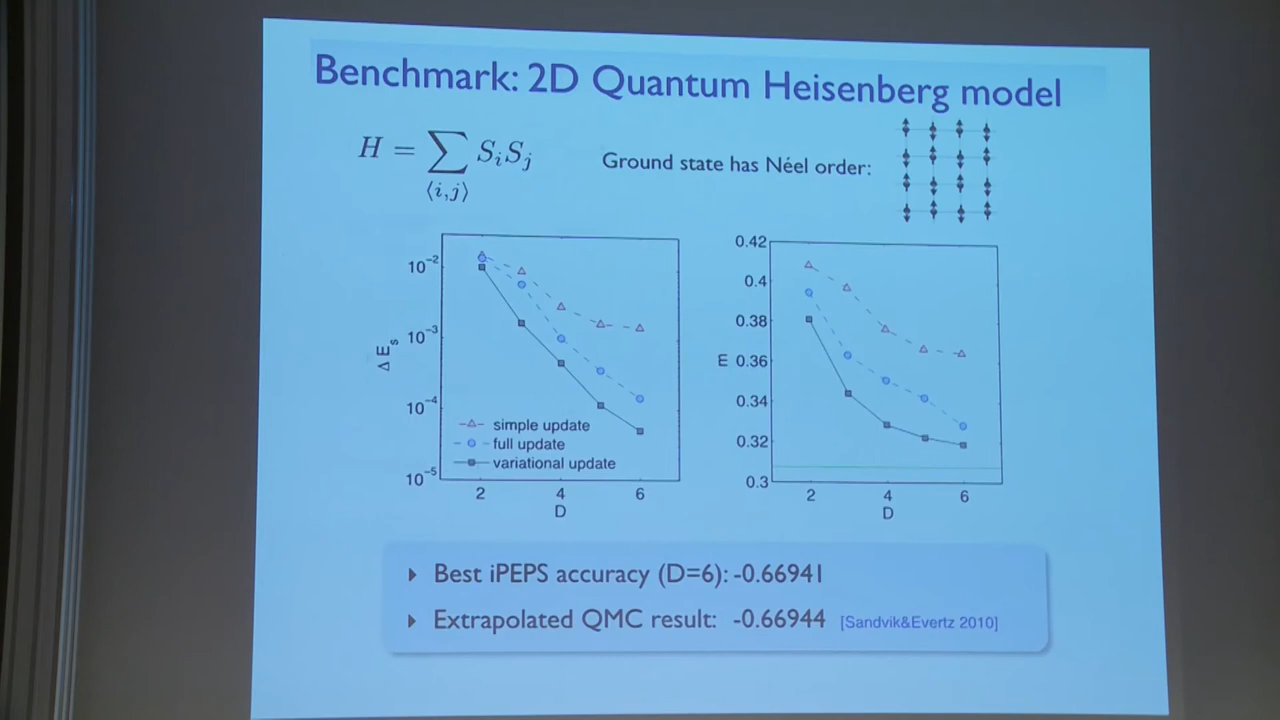 Benchmark: 2D Quantum Heisenberg model
H = ∑ SᵢSⱼ
⟨i,j⟩
Ground state has Néel order:
10⁻²
10⁻³
10⁻⁴
10⁻⁵
Δ Eₛ
simple update
full update
variational update
2 4 6
D
0.42
0.4
0.38
E 0.36
0.34
0.32
0.3
2 4 6
D
Best iPEPS accuracy (D=6): -0.66941
Extrapolated QMC result: -0.66944 [Sandvik&Evertz 2010]